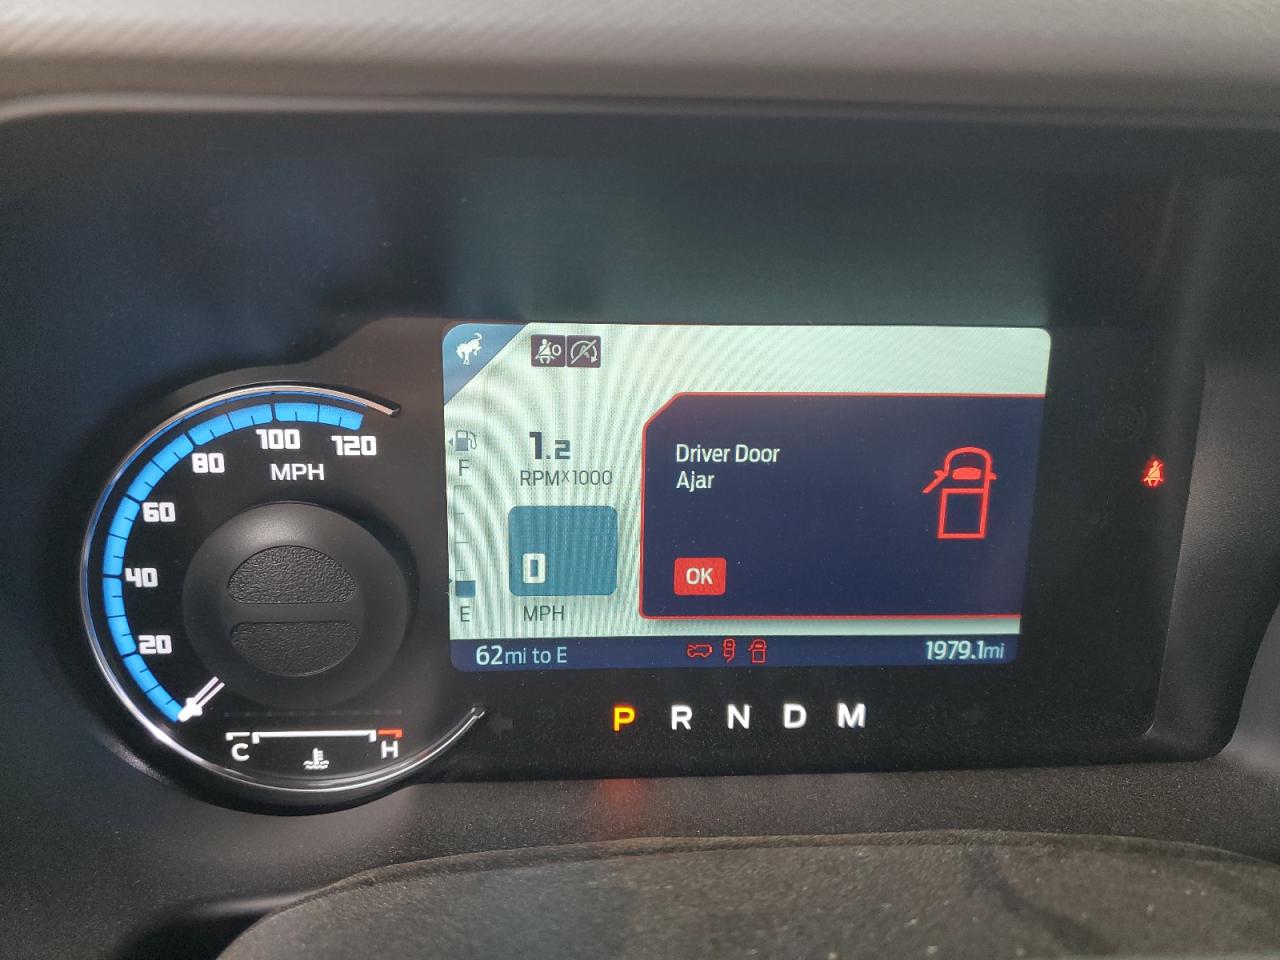 100
120
80
MPH
60
40
20
C
H
F
1.2
RPMX1000
0
MPH
E
Driver Door
Ajar
OK
62mi to E
1979.1mi
P R N D M